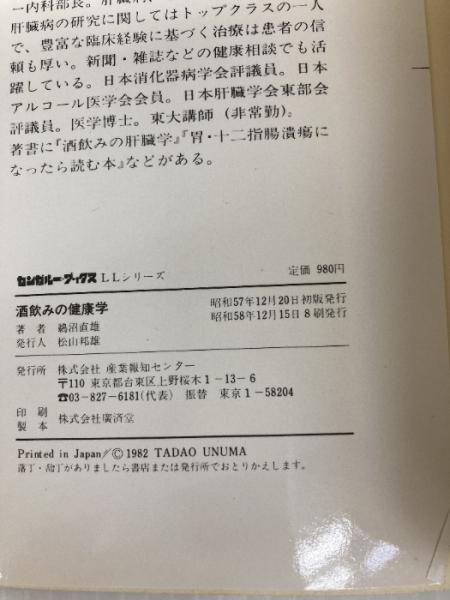 一内科部長。肝臓病
肝臓病の研究に関してはトップクラスの一人
で、豊富な臨床経験に基づく治療は患者の信
頼も厚い。新聞・雑誌などの健康相談でも活
躍している。日本消化器病学会評議員。日本
アルコール医学会会員。日本肝臓学会東部会
評議員。医学博士。東大講師（非常勤）。
著書に『酒飲みの肝臓学』『胃・十二指腸潰瘍に
なったら読む本』などがある。
カンガルー・ブックス LLシリーズ 定価 980円
酒飲みの健康学 昭和57年12月20日初版発行
昭和58年12月15日8刷発行
著者 鵜沼直雄
発行人 松山邦雄
発行所 株式会社 産業報知センター
〒110 東京都台東区上野桜木1-13-6
☎03-827-6181(代表) 振替 東京1-58204
印刷
製本 株式会社廣済堂
Printed in Japan/© 1982 TADAO UNUMA
落丁・乱丁がありましたら書店または発行所でおとりかえします。